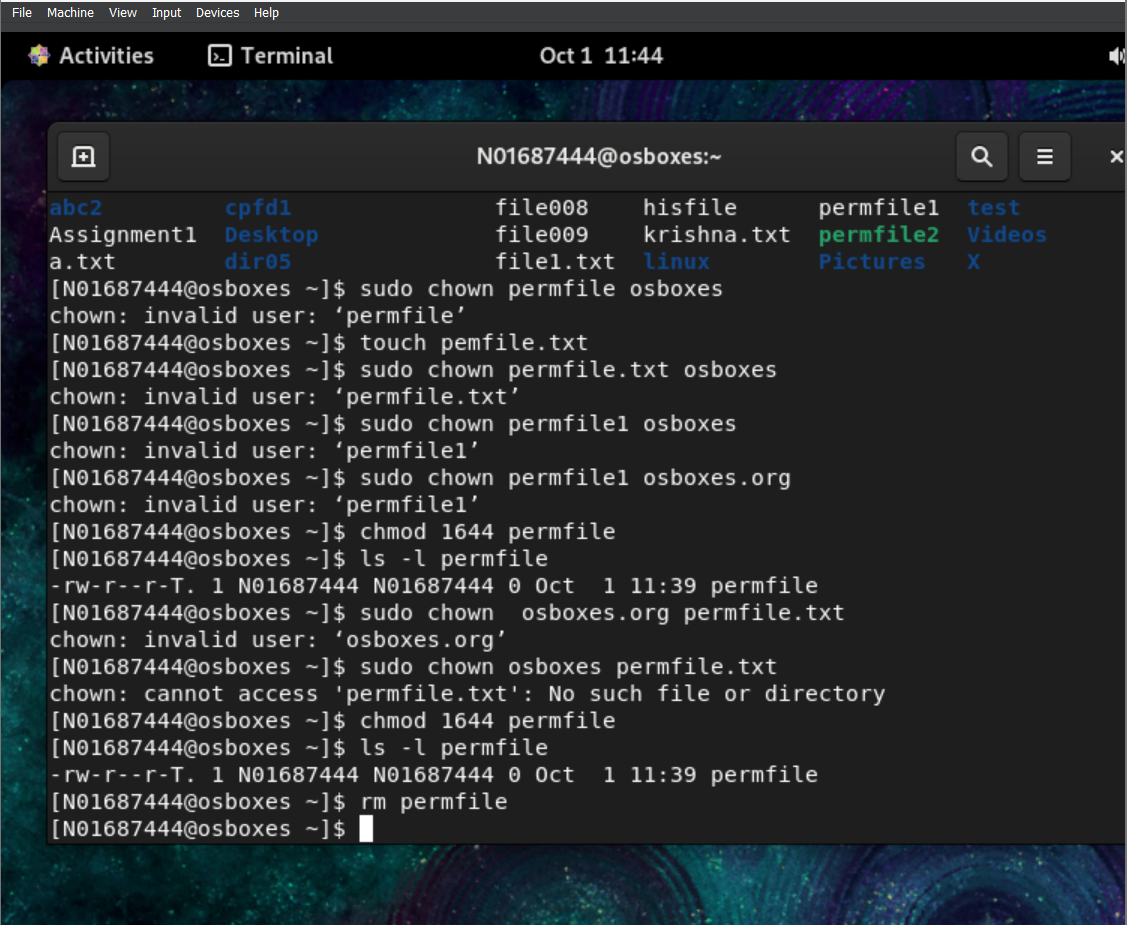 File Machine View Input Devices Help
Activities Terminal Oct 1 11:44
N01687444@osboxes:~
abc2 cpfd1 file008 hisfile permfile1 test
Assignment1 Desktop file009 krishna.txt permfile2 Videos
a.txt dir05 file1.txt linux Pictures X
[N01687444@osboxes ~]$ sudo chown permfile osboxes
chown: invalid user: ‘permfile’
[N01687444@osboxes ~]$ touch pemfile.txt
[N01687444@osboxes ~]$ sudo chown permfile.txt osboxes
chown: invalid user: ‘permfile.txt’
[N01687444@osboxes ~]$ sudo chown permfile1 osboxes
chown: invalid user: ‘permfile1’
[N01687444@osboxes ~]$ sudo chown permfile1 osboxes.org
chown: invalid user: ‘permfile1’
[N01687444@osboxes ~]$ chmod 1644 permfile
[N01687444@osboxes ~]$ ls -l permfile
-rw-r--r-T. 1 N01687444 N01687444 0 Oct  1 11:39 permfile
[N01687444@osboxes ~]$ sudo chown  osboxes.org permfile.txt
chown: invalid user: ‘osboxes.org’
[N01687444@osboxes ~]$ sudo chown osboxes permfile.txt
chown: cannot access 'permfile.txt': No such file or directory
[N01687444@osboxes ~]$ chmod 1644 permfile
[N01687444@osboxes ~]$ ls -l permfile
-rw-r--r-T. 1 N01687444 N01687444 0 Oct  1 11:39 permfile
[N01687444@osboxes ~]$ rm permfile
[N01687444@osboxes ~]$